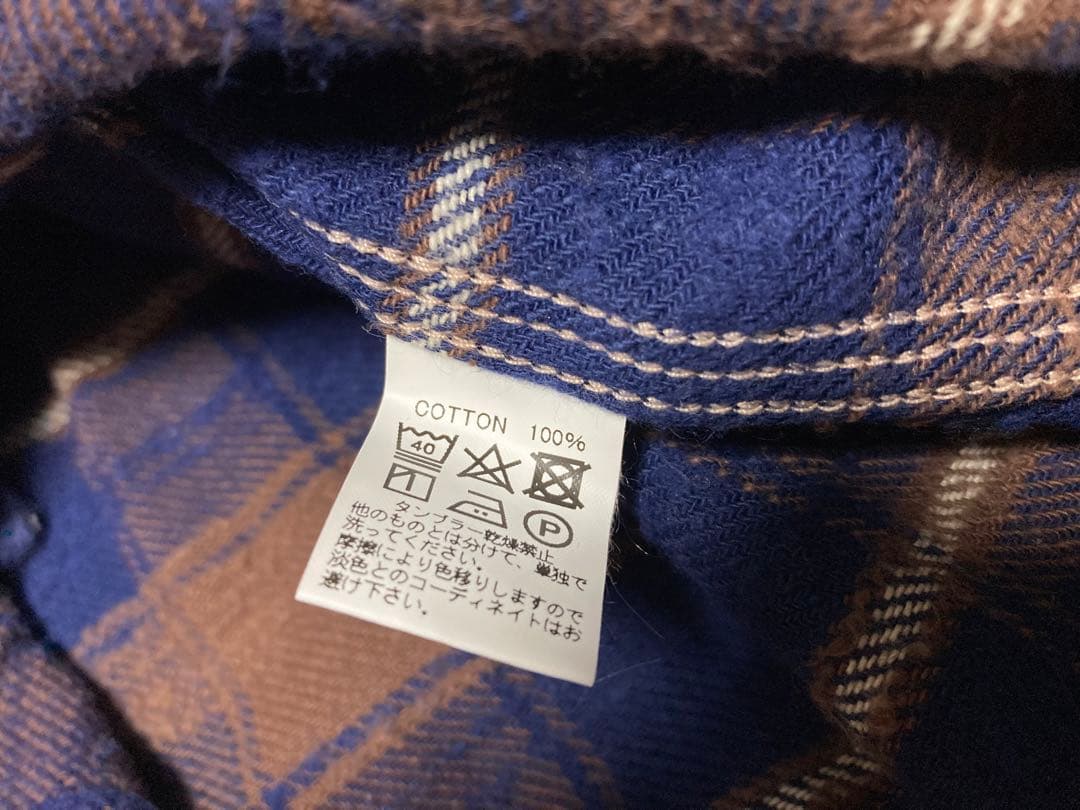 COTTON 100%
40
P
タンブラー乾燥禁止
他のものとは分けて、単独で
洗ってください。
摩擦により色移りしますので
淡色とのコーディネイトはお
避け下さい。